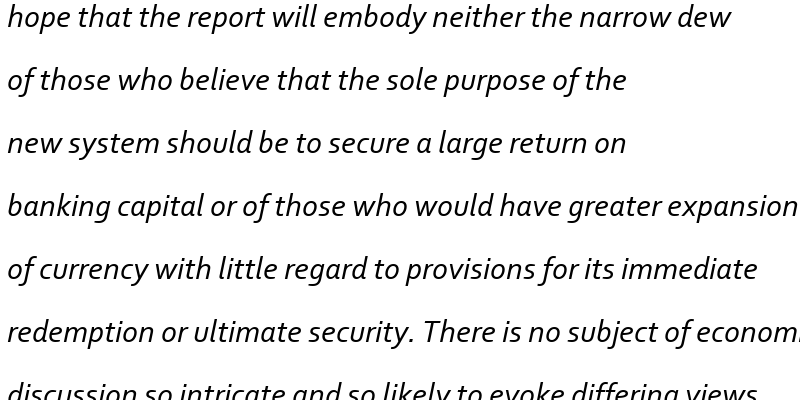 hope that the report will embody neither the narrow dew
of those who believe that the sole purpose of the
new system should be to secure a large return on
banking capital or of those who would have greater expansion
of currency with little regard to provisions for its immediate
redemption or ultimate security. There is no subject of econom
discussion so intricate and so likely to evoke differing views